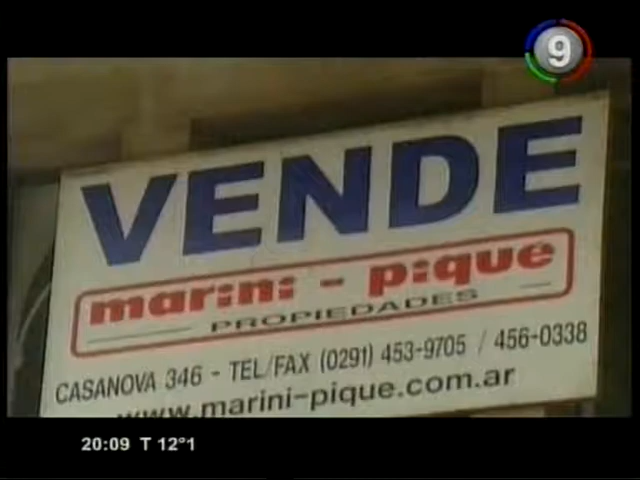 9
VENDE
marini - pique
PROPIEDADES
CASANOVA 346 - TEL/FAX (0291) 453-9705 / 456-0338
www.marini-pique.com.ar
20:09 T 12°1